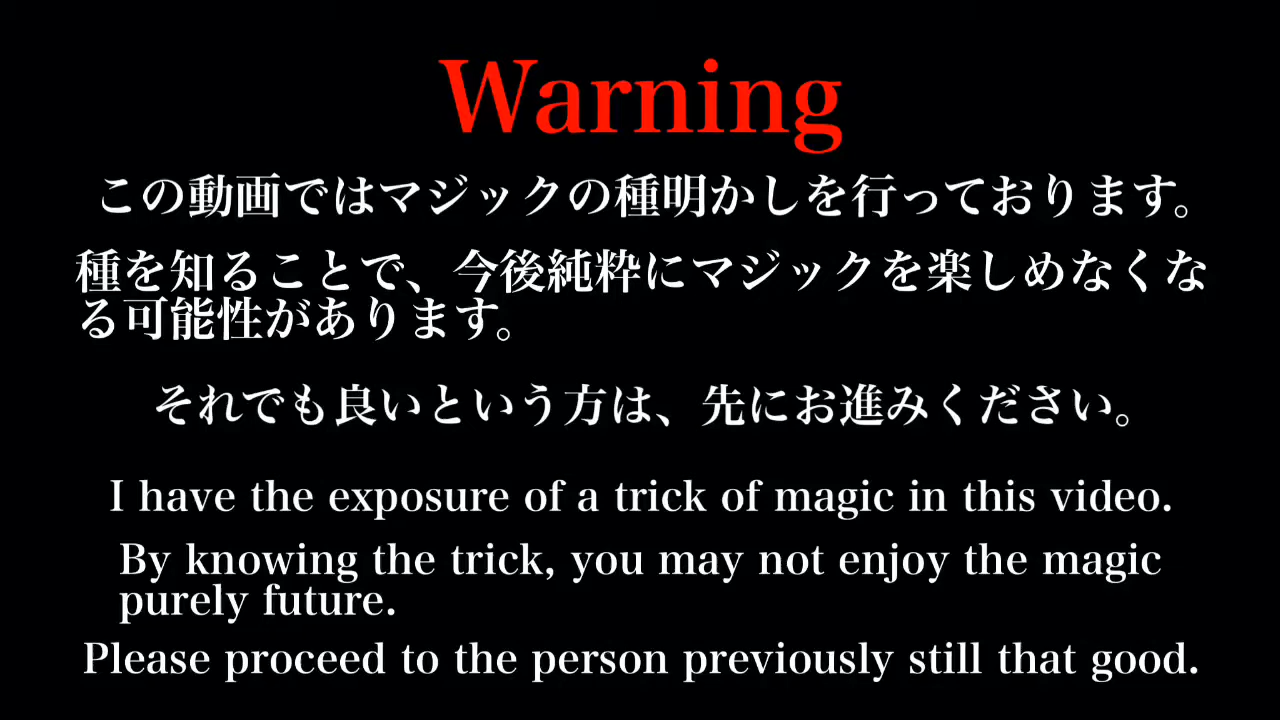 Warning
この動画ではマジックの種明かしを行っております。
種を知ることで、今後純粋にマジックを楽しめなくな
る可能性があります。
それでも良いという方は、先にお進みください。
I have the exposure of a trick of magic in this video.
By knowing the trick, you may not enjoy the magic
purely future.
Please proceed to the person previously still that good.